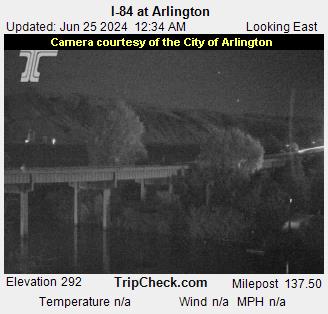 I-84 at Arlington
Updated: Jun 25 2024 12:34 AM Looking East
Camera courtesy of the City of Arlington
Elevation 292 TripCheck.com Milepost 137.50
Temperature n/a Wind n/a MPH n/a